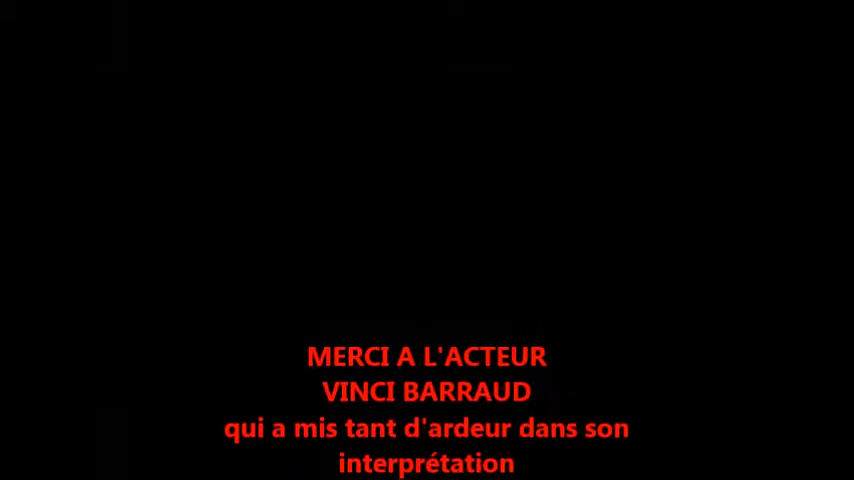 MERCI A L'ACTEUR
VINCI BARRAUD
qui a mis tant d'ardeur dans son
interprétation